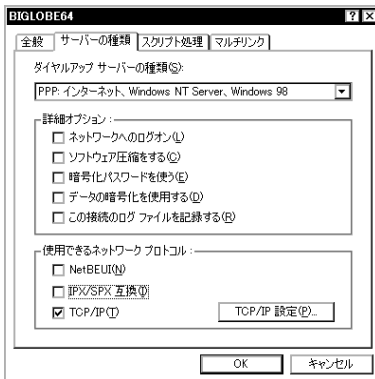 BIGLOBE64
全般 サーバーの種類 スクリプト処理 マルチリンク
ダイヤルアップ サーバーの種類(S):
PPP: インターネット、Windows NT Server、Windows 98
詳細オプション:
ネットワークへのログオン(L)
ソフトウェア圧縮をする(C)
暗号化パスワードを使う(E)
データの暗号化を使用する(D)
この接続のログ ファイルを記録する(R)
使用できるネットワーク プロトコル:
NetBEUI(N)
IPX/SPX 互換(I)
TCP/IP(T) TCP/IP 設定(P)...
OK キャンセル